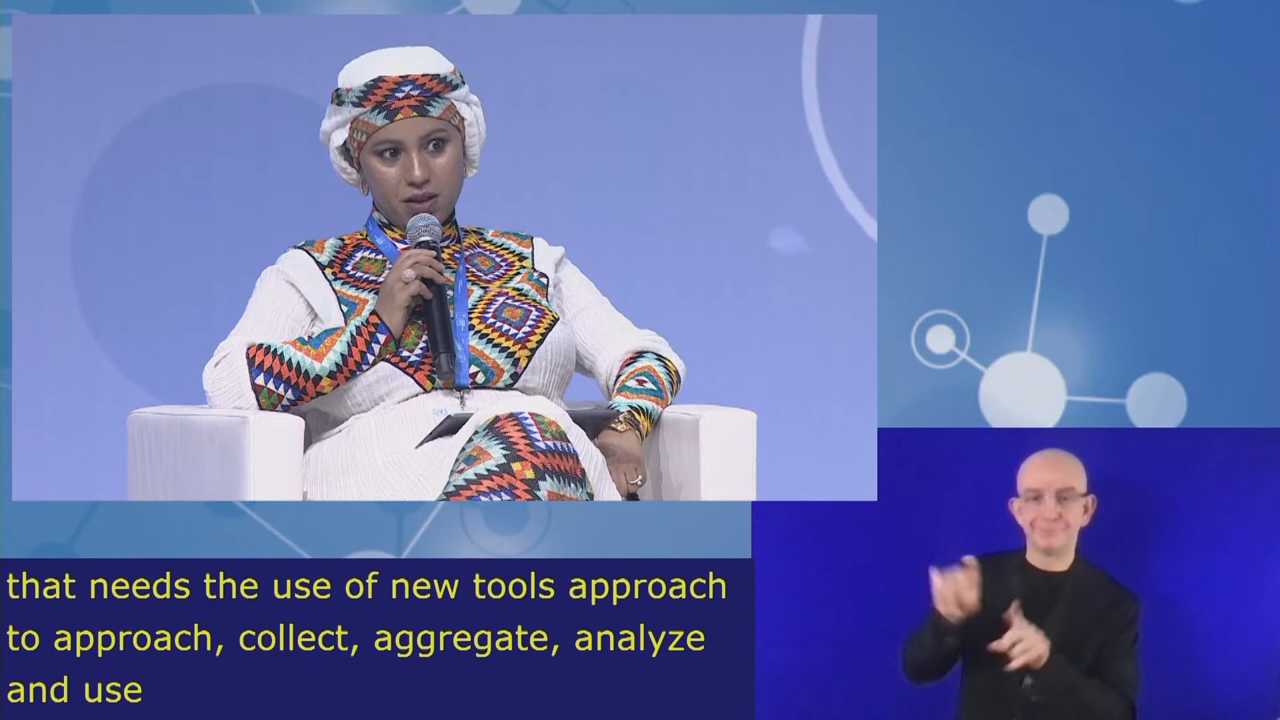 that needs the use of new tools approach
to approach, collect, aggregate, analyze
and use